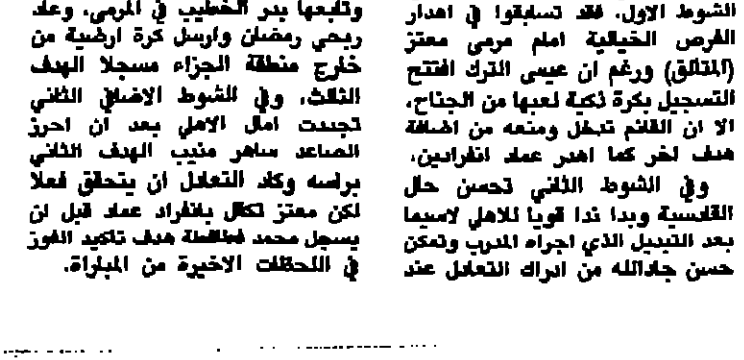 الشوط الاول. فقد تسابقوا في اهدار
الفرص الخيالية امام مرمى معتز
(المتالق) ورغم ان عيسى الترك افتتح
التسجيل بكرة ذكية لعبها من الجناح،
الا ان القائم تدخل ومنعه من اضافة
هدف اخر كما اهدر عماد انفرادين.
وفي الشوط الثاني تحسن حال
القادسية وبدا ندا قويا للاهلي لاسيما
بعد التبديل الذي اجراه المدرب وتمكن
حسن جادالله من ادراك التعادل عند
وتابعها بدر الخطيب في المرمى، وعاد
ربحي رمضان وارسل كرة ارضية من
خارج منطقة الجزاء مسجلا الهدف
الثالث، وفي الشوط الاضافي الثاني
تجددت امال الاهلي بعد ان احرز
الصاعد ساهر منيب الهدف الثاني
براسه وكاد التعادل ان يتحقق فعلا
لكن معتز تكفل بانفراد عماد قبل ان
يسجل محمد هدف تاكيد الفوز
في اللحظات الاخيرة من المباراة.